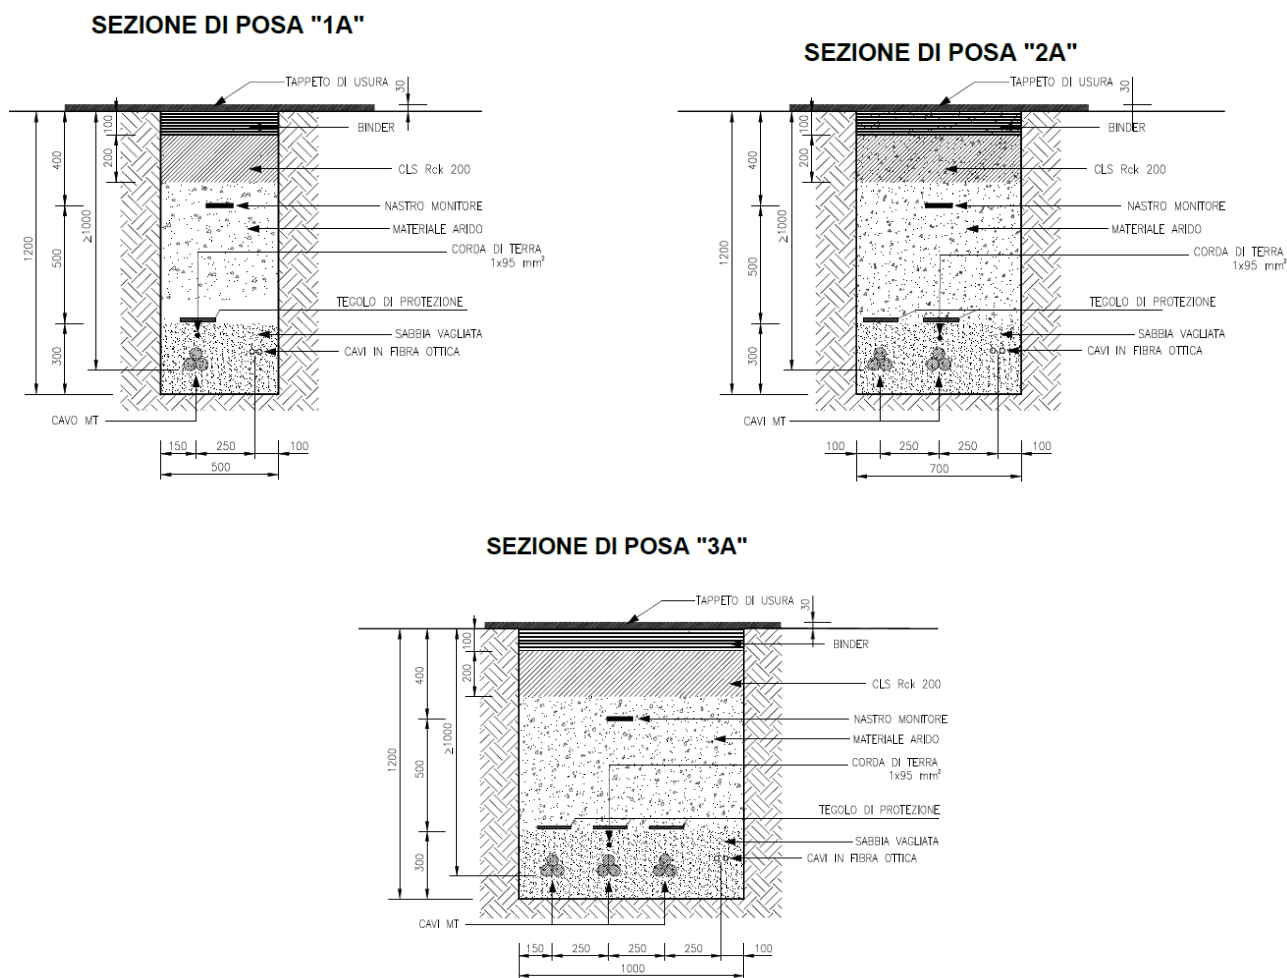 SEZIONE DI POSA "1A"
TAPPETO DI USURA
30
100
BINDER
400
200
CLS Rck 200
NASTRO MONITORE
MATERIALE ARIDO
≥1000
1200
500
CORDA DI TERRA
1x95 mm²
TEGOLO DI PROTEZIONE
SABBIA VAGLIATA
300
CAVI IN FIBRA OTTICA
CAVO MT
150
250
100
500
SEZIONE DI POSA "2A"
TAPPETO DI USURA
30
100
BINDER
400
200
CLS Rck 200
NASTRO MONITORE
MATERIALE ARIDO
≥1000
1200
500
CORDA DI TERRA
1x95 mm²
TEGOLO DI PROTEZIONE
SABBIA VAGLIATA
300
CAVI IN FIBRA OTTICA
CAVI MT
100
250
250
100
700
SEZIONE DI POSA "3A"
TAPPETO DI USURA
30
100
BINDER
400
200
CLS Rck 200
NASTRO MONITORE
MATERIALE ARIDO
≥1000
1200
500
CORDA DI TERRA
1x95 mm²
TEGOLO DI PROTEZIONE
SABBIA VAGLIATA
300
CAVI IN FIBRA OTTICA
CAVI MT
150
250
250
250
100
1000